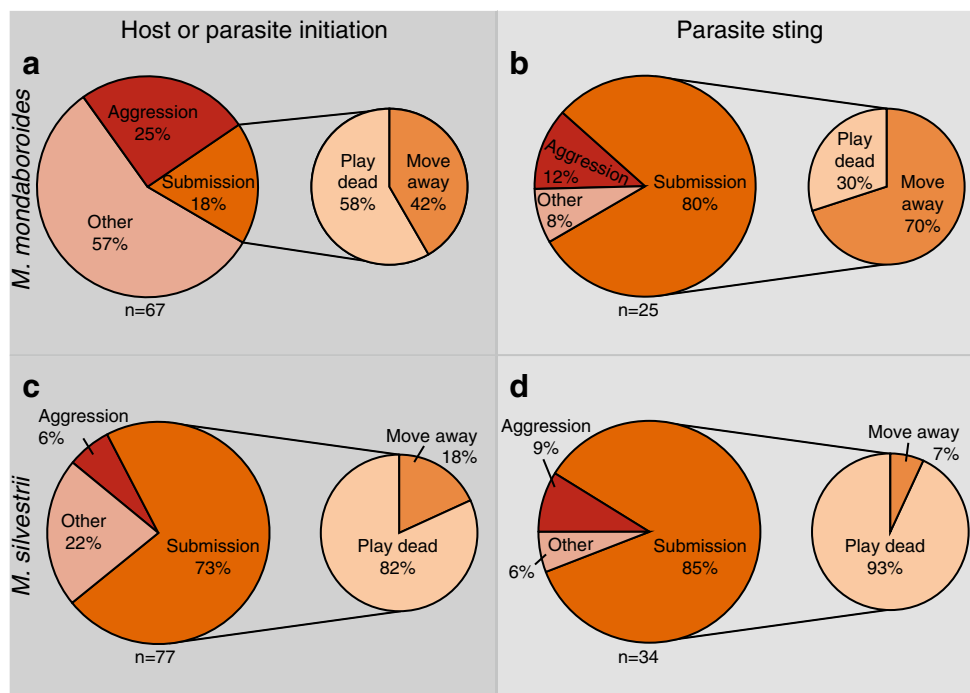 Host or parasite initiation
Parasite sting
M. mondaboroides
a
Aggression
25%
Submission
18%
Other
57%
Play
dead
58%
Move
away
42%
n=67
b
Aggression
12%
Other
8%
Submission
80%
Play
dead
30%
Move
away
70%
n=25
M. silvestrii
c
Aggression
6%
Other
22%
Submission
73%
Move away
18%
Play dead
82%
n=77
d
Aggression
9%
Other
6%
Submission
85%
Move away
7%
Play dead
93%
n=34